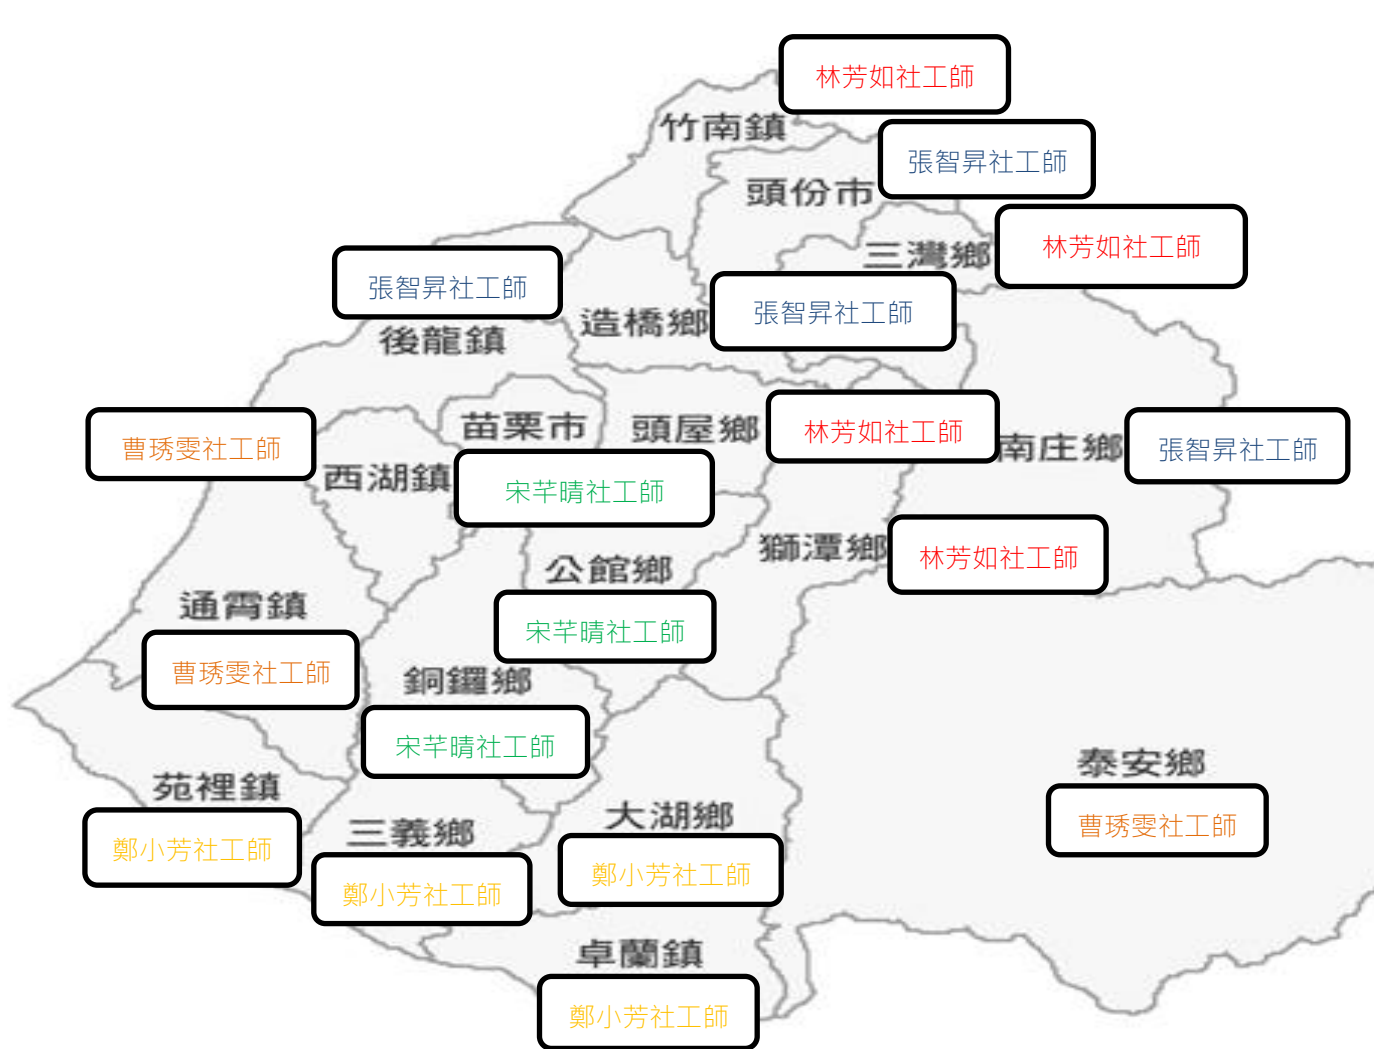 林芳如社工師
竹南鎮
張智昇社工師
頭份市
林芳如社工師
三灣鄉
張智昇社工師
張智昇社工師
造橋鄉
後龍鎮
苗栗市
頭屋鄉
林芳如社工師
曹琇雯社工師
南庄鄉
張智昇社工師
西湖鎮
宋芊晴社工師
獅潭鄉
林芳如社工師
公館鄉
通霄鎮
宋芊晴社工師
曹琇雯社工師
銅鑼鄉
宋芊晴社工師
泰安鄉
苑裡鎮
大湖鄉
曹琇雯社工師
三義鄉
鄭小芳社工師
鄭小芳社工師
鄭小芳社工師
卓蘭鎮
鄭小芳社工師